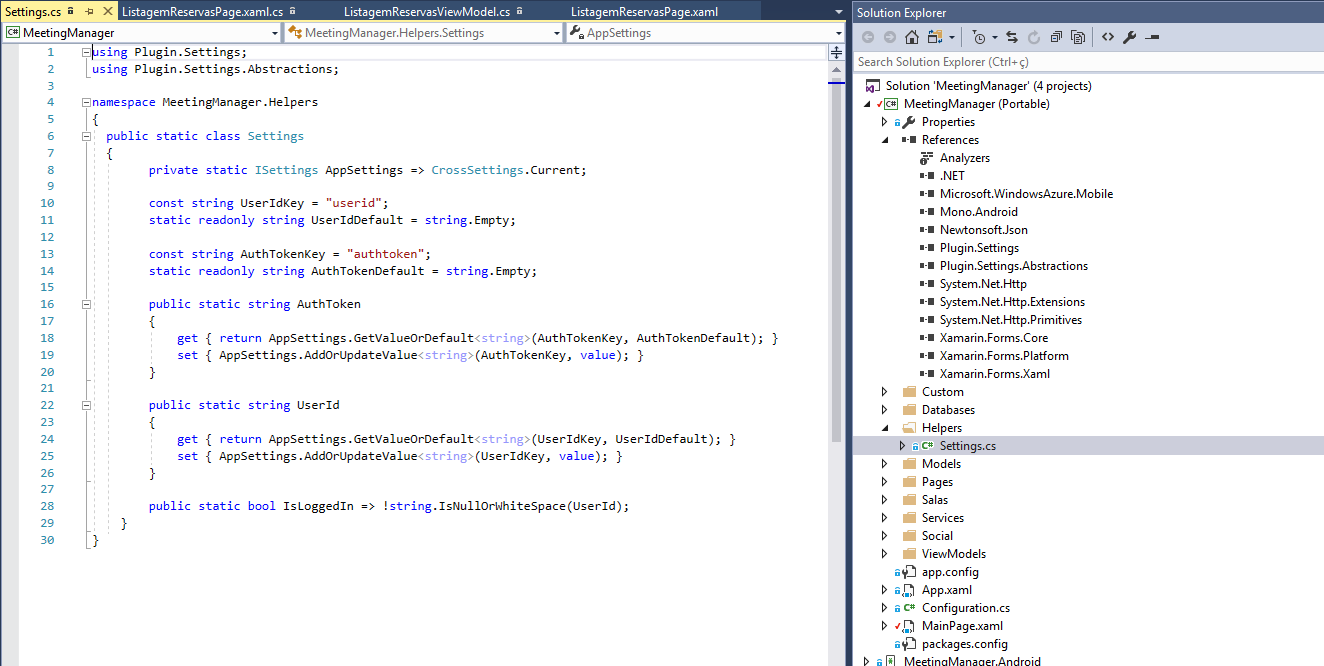 Settings.cs
ListagemReservasPage.xaml.cs
ListagemReservasViewModel.cs
ListagemReservasPage.xaml
C# MeetingManager
MeetingManager.Helpers.Settings
AppSettings
1 using Plugin.Settings;
2 using Plugin.Settings.Abstractions;
3
4 namespace MeetingManager.Helpers
5 {
6 public static class Settings
7 {
8 private static ISettings AppSettings => CrossSettings.Current;
9
10 const string UserIdKey = "userid";
11 static readonly string UserIdDefault = string.Empty;
12
13 const string AuthTokenKey = "authtoken";
14 static readonly string AuthTokenDefault = string.Empty;
15
16 public static string AuthToken
17 {
18 get { return AppSettings.GetValueOrDefault<string>(AuthTokenKey, AuthTokenDefault); }
19 set { AppSettings.AddOrUpdateValue<string>(AuthTokenKey, value); }
20 }
21
22 public static string UserId
23 {
24 get { return AppSettings.GetValueOrDefault<string>(UserIdKey, UserIdDefault); }
25 set { AppSettings.AddOrUpdateValue<string>(UserIdKey, value); }
26 }
27
28 public static bool IsLoggedIn => !string.IsNullOrWhiteSpace(UserId);
29 }
30 }
Solution Explorer
Search Solution Explorer (Ctrl+ç)
Solution 'MeetingManager' (4 projects)
C# MeetingManager (Portable)
Properties
References
Analyzers
.NET
Microsoft.WindowsAzure.Mobile
Mono.Android
Newtonsoft.Json
Plugin.Settings
Plugin.Settings.Abstractions
System.Net.Http
System.Net.Http.Extensions
System.Net.Http.Primitives
Xamarin.Forms.Core
Xamarin.Forms.Platform
Xamarin.Forms.Xaml
Custom
Databases
Helpers
C# Settings.cs
Models
Pages
Salas
Services
Social
ViewModels
app.config
App.xaml
C# Configuration.cs
MainPage.xaml
packages.config
MeetingManager.Android